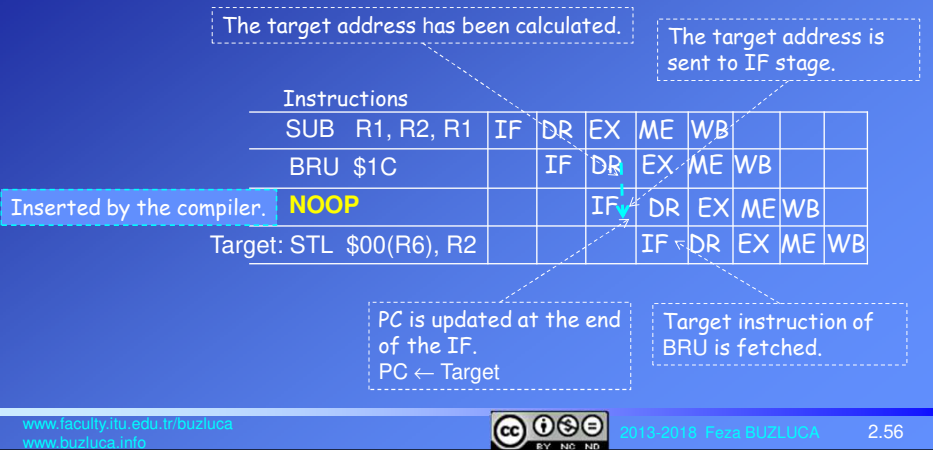 The target address has been calculated.
The target address is
sent to IF stage.
Instructions
SUB R1, R2, R1 IF DR EX ME WB
BRU $1C IF DR EX ME WB
Inserted by the compiler. NOOP IF DR EX ME WB
Target: STL $00(R6), R2 IF DR EX ME WB
PC is updated at the end
of the IF.
PC ← Target
Target instruction of
BRU is fetched.
www.faculty.itu.edu.tr/buzluca
www.buzluca.info
cc BY NC ND
2013-2018 Feza BUZLUCA 2.56